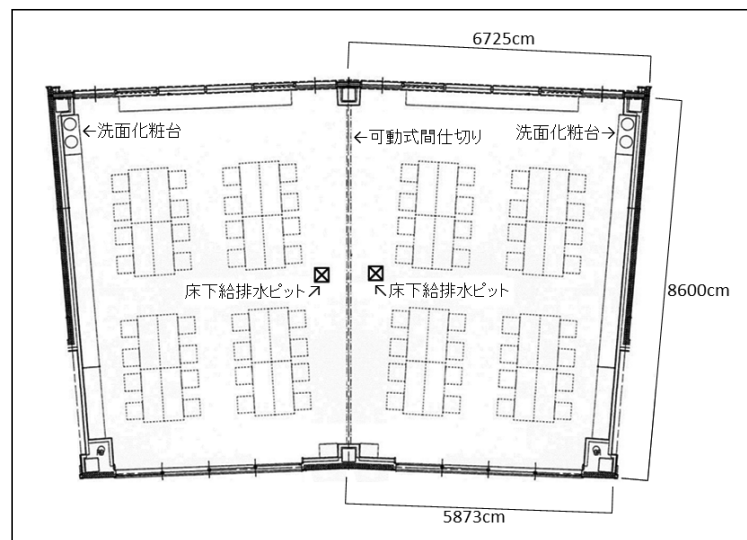 6725cm
←洗面化粧台
←可動式間仕切り
洗面化粧台→
床下給排水ピット↗
↖床下給排水ピット
8600cm
5873cm